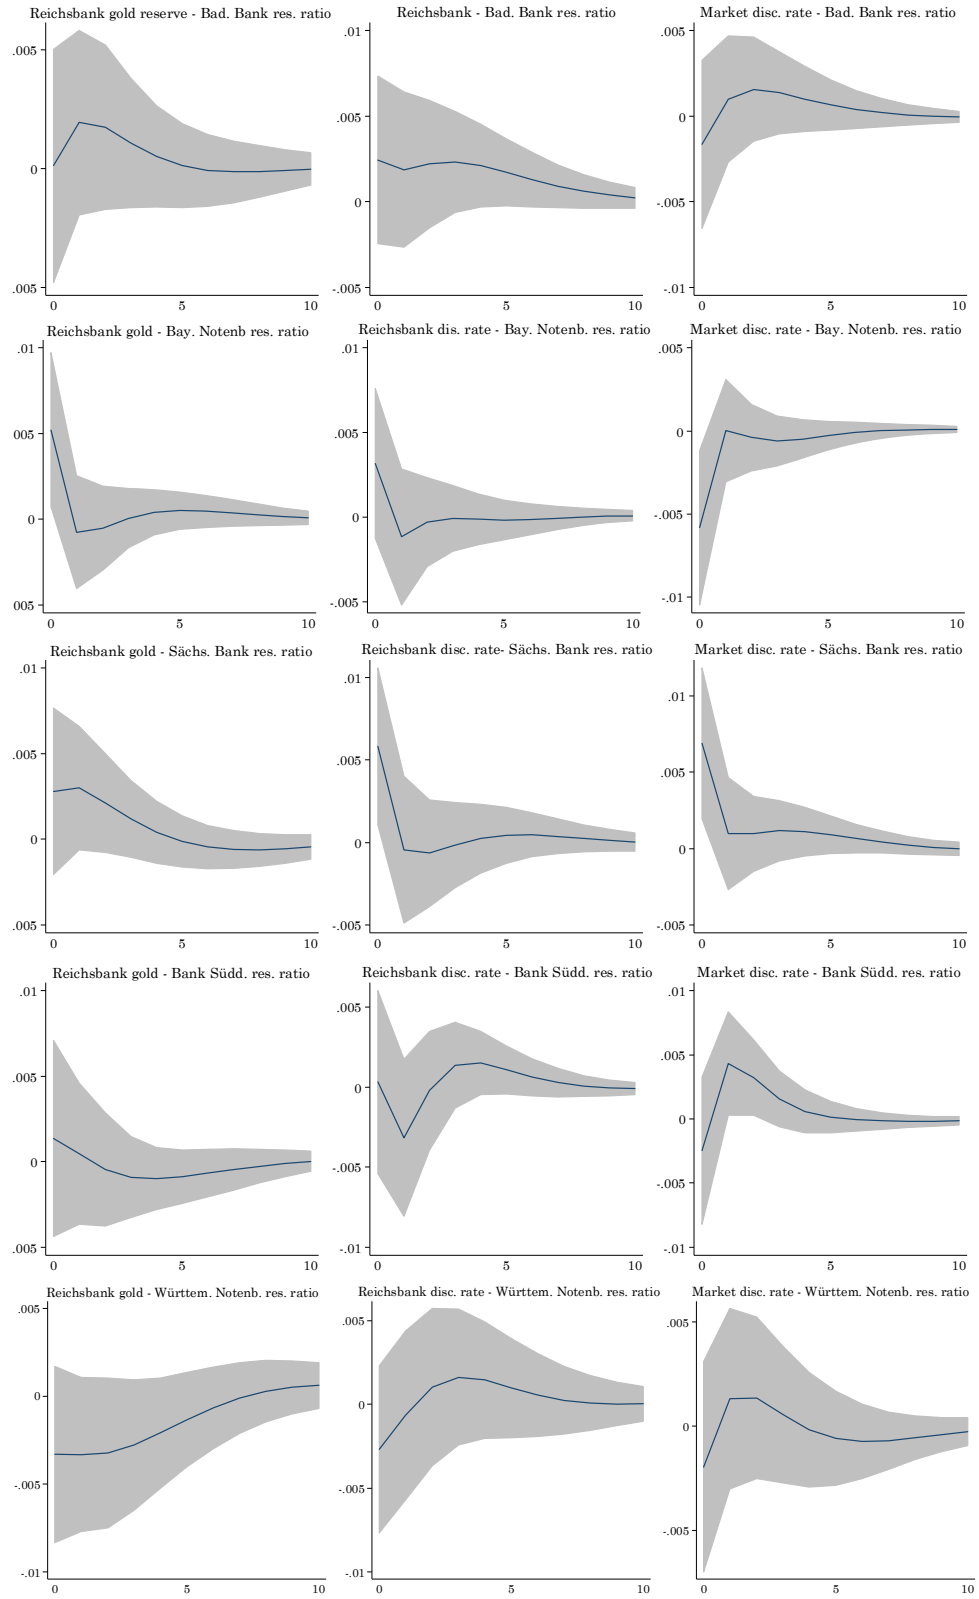 Reichsbank gold reserve - Bad. Bank res. ratio
.005
0
.005
0 5 10
Reichsbank - Bad. Bank res. ratio
.010
.005
0
-.005
0 5 10
Market disc. rate - Bad. Bank res. ratio
.005
0
-.005
-.01
0 5 10
Reichsbank gold - Bay. Notenb res. ratio
.01
005
0
005
0 5 10
Reichsbank dis. rate - Bay. Notenb. res. ratio
.01
.005
0
-.005
0 5 10
Market disc. rate - Bay. Notenb. res. ratio
.005
0
-.005
-.01
0 5 10
Reichsbank gold - Sächs. Bank res. ratio
.01
.005
0
.005
0 5 10
Reichsbank disc. rate- Sächs. Bank res. ratio
.01
.005
0
-.005
0 5 10
Market disc. rate - Sächs. Bank res. ratio
.01
.005
0
-.005
0 5 10
Reichsbank gold - Bank Südd. res. ratio
.01
.005
0
.005
0 5 10
Reichsbank disc. rate - Bank Südd. res. ratio
.005
0
-.005
-.01
0 5 10
Market disc. rate - Bank Südd. res. ratio
.01
.005
0
-.005
-.01
0 5 10
Reichsbank gold - Württem. Notenb. res. ratio
.005
0
-.005
-.01
0 5 10
Reichsbank disc. rate - Württem. Notenb. res. ratio
.005
0
-.005
-.01
0 5 10
Market disc. rate - Württem. Notenb. res. ratio
.005
0
-.005
0 5 10